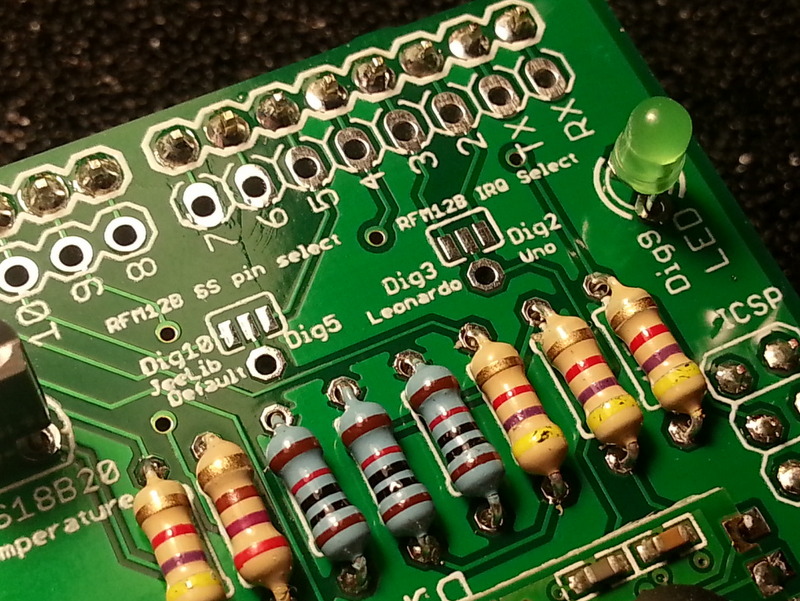 RX
TX
2
3
4
5
6
7
8
9
10
RFM12B IRQ Select
Dig2
Uno
Dig3
Leonardo
RFM12B SS pin select
Dig5
Dig10
JeeLib
Default
Dig9
LED
ICSP
S18B20
mperature